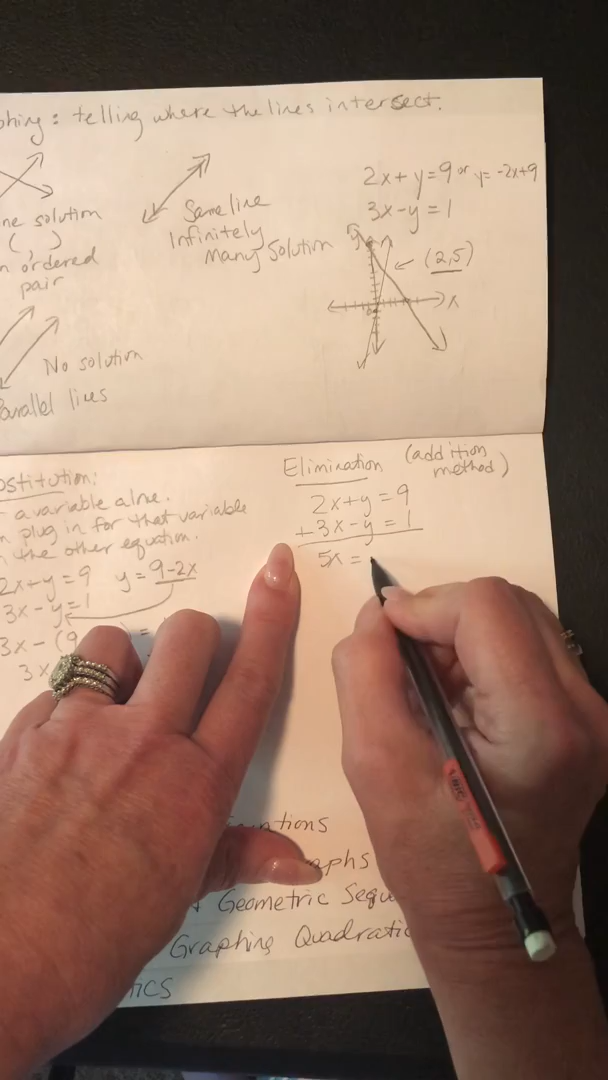 phing: telling where the lines intersect.
ne solution
( , )
n ordered
pair
Same line
Infinitely
Many Solution
2x + y = 9 or y = -2x+9
3x - y = 1
(2,5)
x
No solution
Parallel lines
ostitution:
a variable alne.
plug in for that variable
the other equation.
2x + y = 9 y = 9 - 2x
3x - y = 1
3x - (9
3x
Elimination (addition
method)
2x + y = 9
+ 3x - y = 1
5x =
BIC
phs
Geometric Sequ
Graphing Quadratic